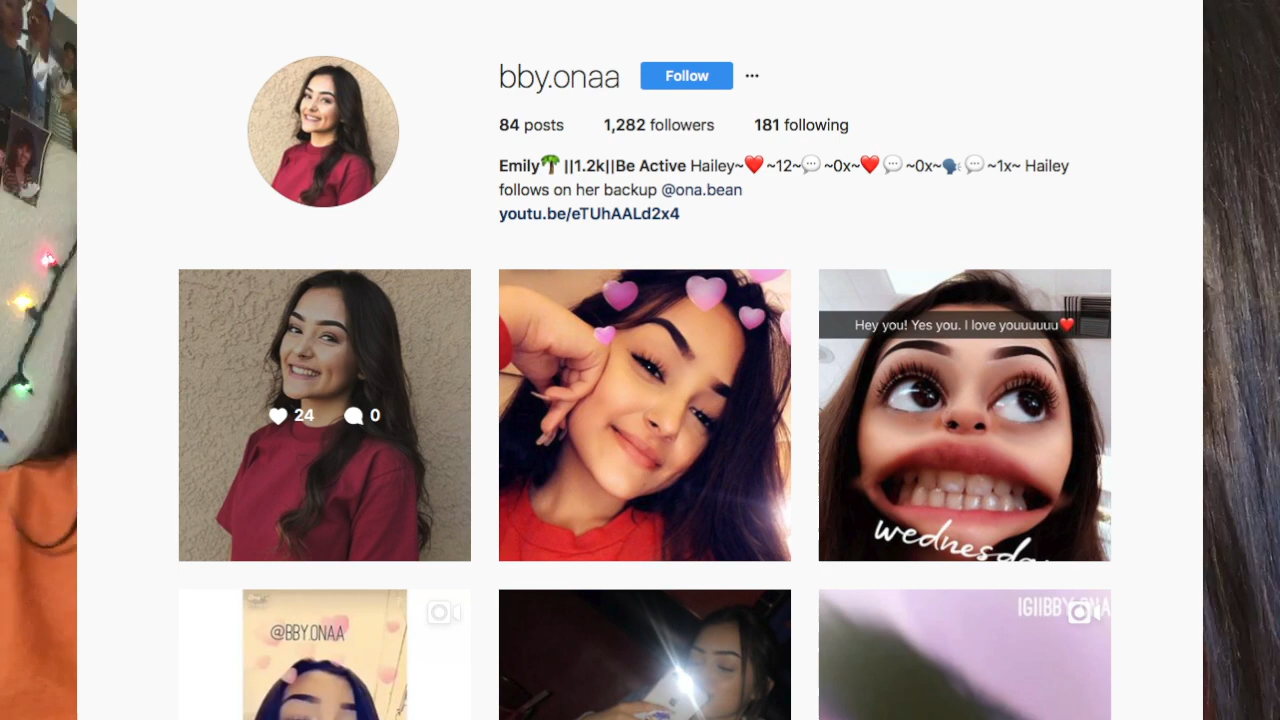 bby.onaa Follow ...
84 posts 1,282 followers 181 following
Emily🌴||1.2k||Be Active Hailey~❤️~12~💬~0x~❤️💬~0x~🗣️💬~1x~ Hailey
follows on her backup @ona.bean
youtu.be/eTUhAALd2x4
24 0
Hey you! Yes you. I love youuuuuu❤️
wednesday
@BBY.ONAA
IGIIBBY.ONAA